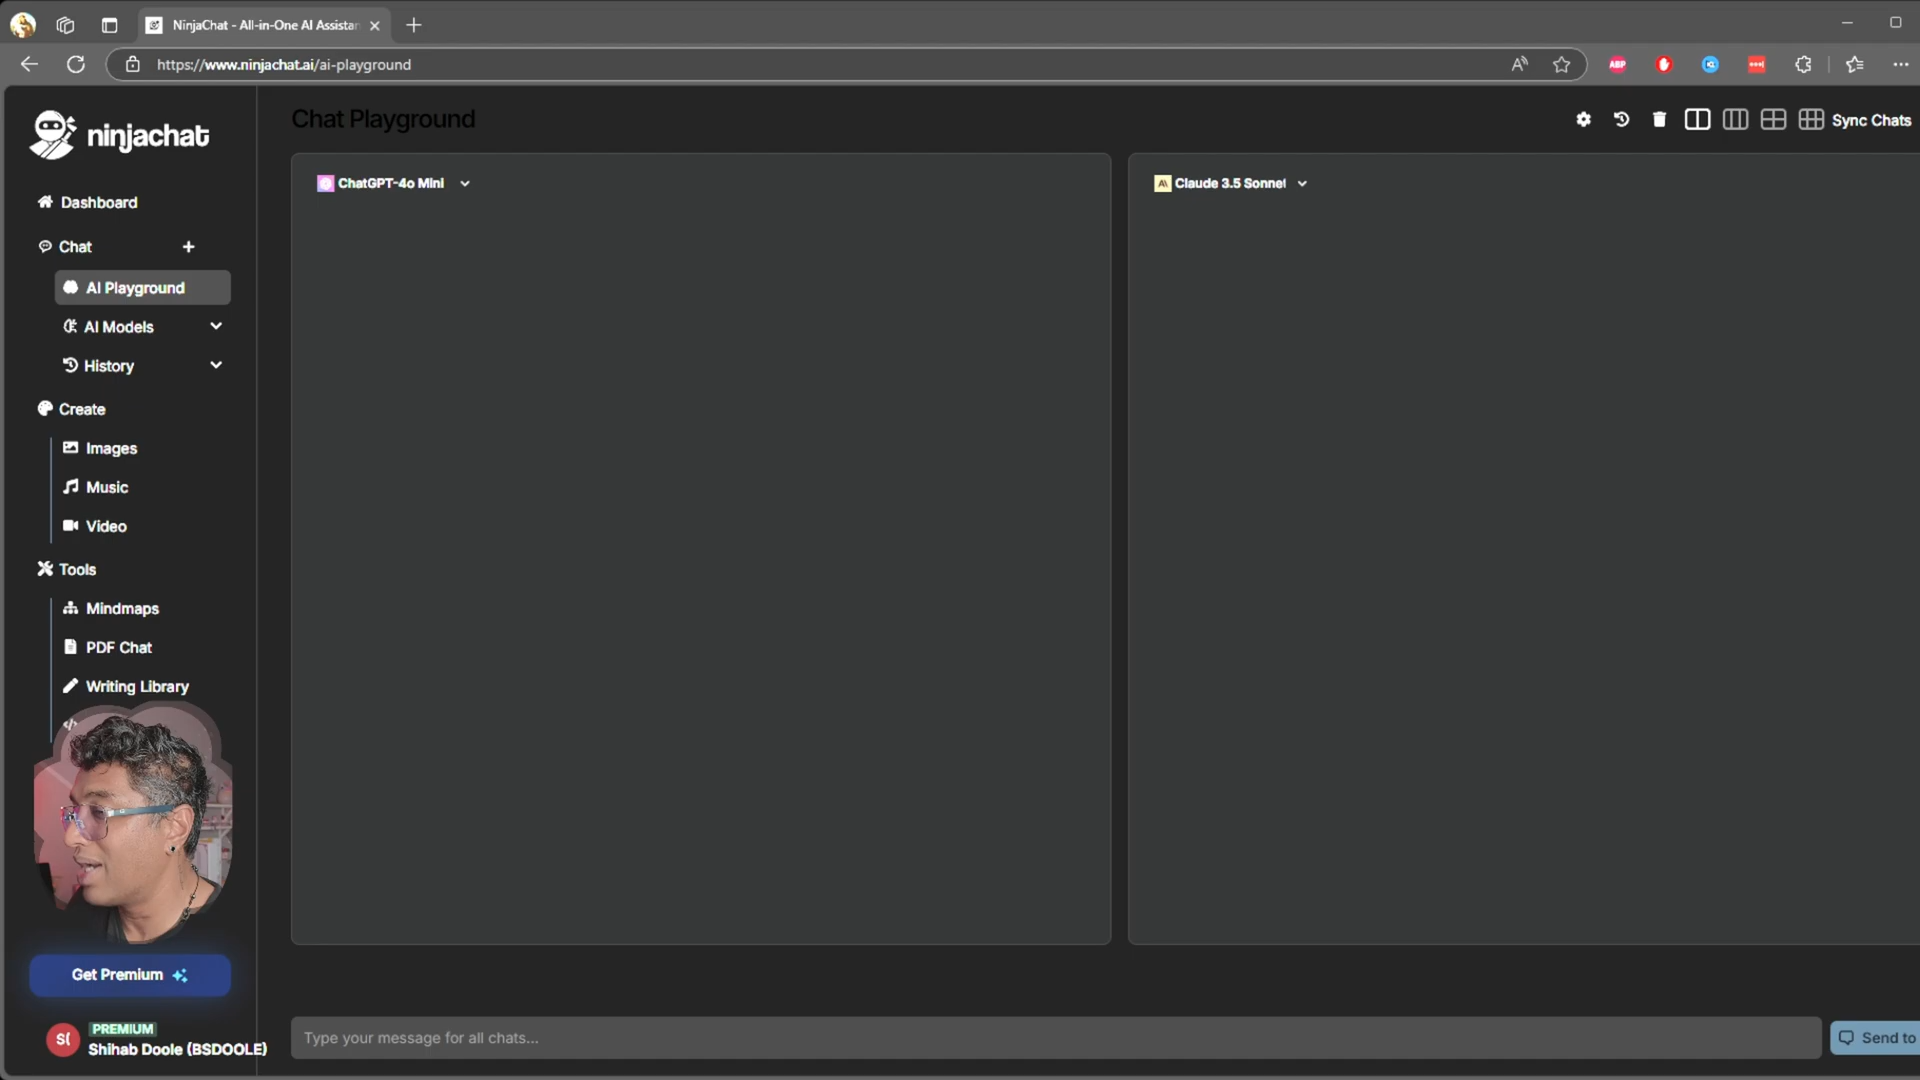 NinjaChat - All-in-One AI Assistan
https://www.ninjachat.ai/ai-playground
ABP
ninjachat
Chat Playground
Sync Chats
ChatGPT-4o Mini
Claude 3.5 Sonnet
Dashboard
Chat
AI Playground
AI Models
History
Create
Images
Music
Video
Tools
Mindmaps
PDF Chat
Writing Library
Get Premium
S(
PREMIUM
Shihab Doole (BSDOOLE)
Type your message for all chats...
Send to